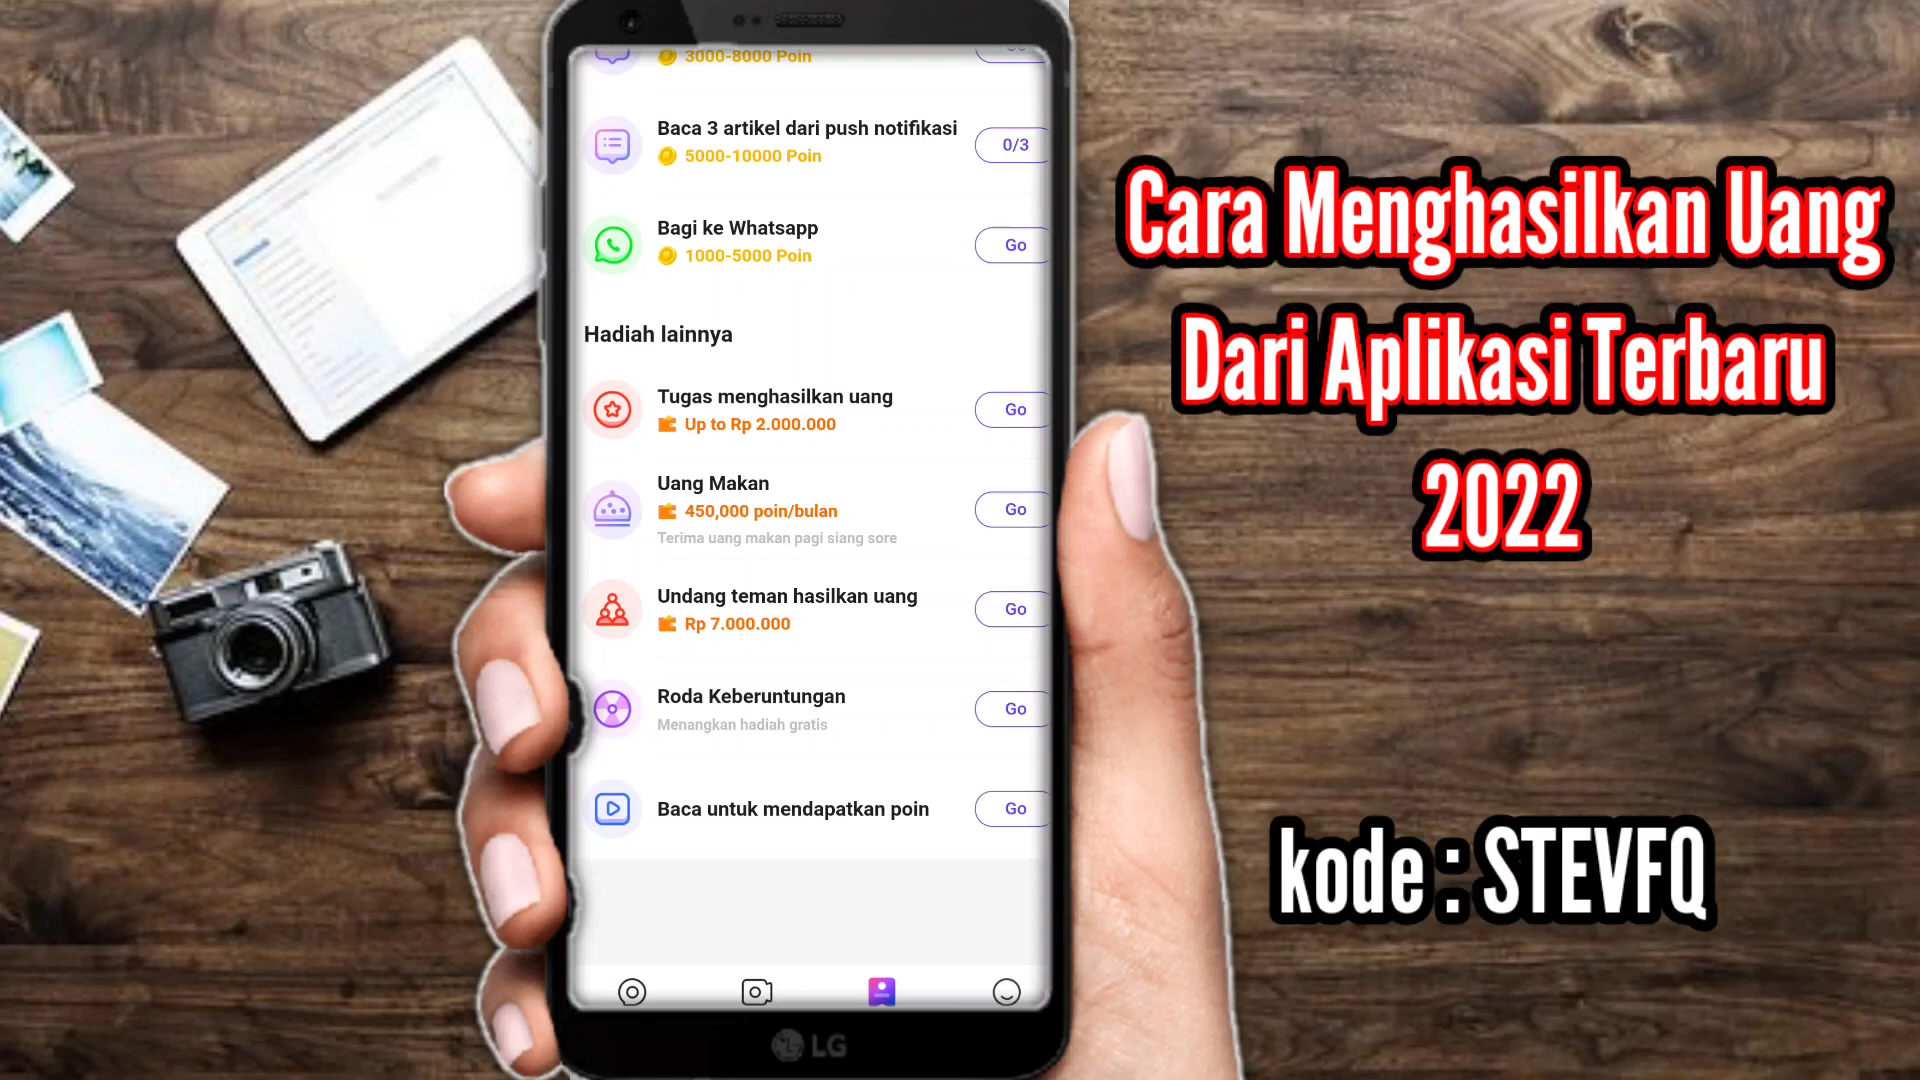 3000-8000 Poin
Baca 3 artikel dari push notifikasi
5000-10000 Poin
0/3
Bagi ke Whatsapp
1000-5000 Poin
Go
Hadiah lainnya
Tugas menghasilkan uang
Up to Rp 2.000.000
Go
Uang Makan
450,000 poin/bulan
Terima uang makan pagi siang sore
Go
Undang teman hasilkan uang
Rp 7.000.000
Go
Roda Keberuntungan
Menangkan hadiah gratis
Go
Baca untuk mendapatkan poin
Go
LG
Cara Menghasilkan Uang
Dari Aplikasi Terbaru
2022
kode : STEVFQ